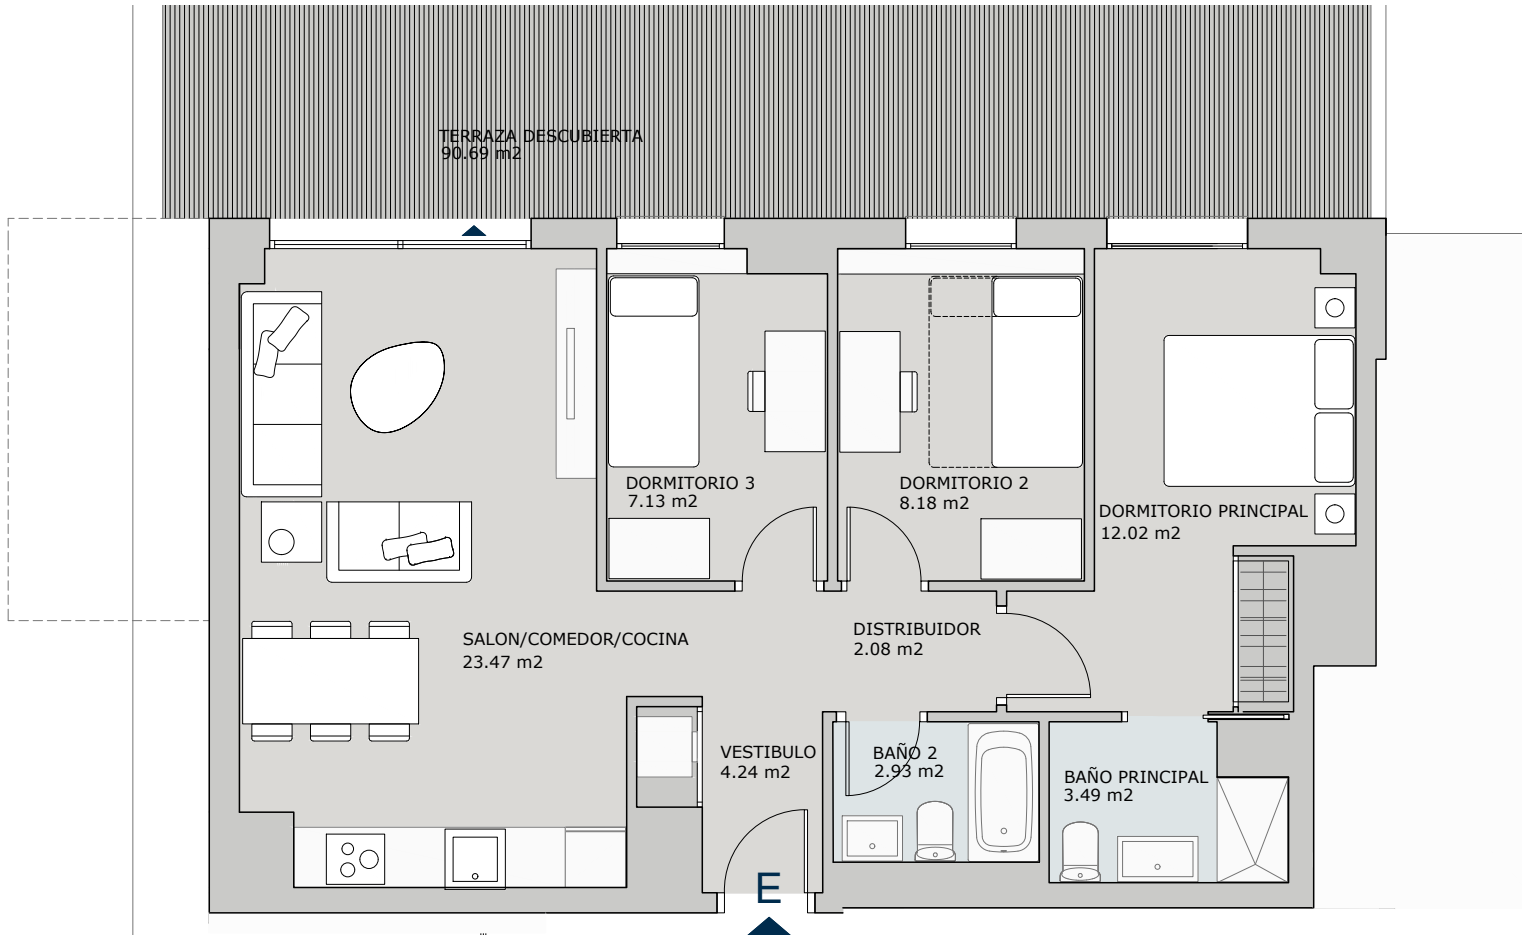 TERRAZA DESCUBIERTA
90.69 m2
DORMITORIO 3
7.13 m2
DORMITORIO 2
8.18 m2
DORMITORIO PRINCIPAL
12.02 m2
SALON/COMEDOR/COCINA
23.47 m2
DISTRIBUIDOR
2.08 m2
VESTIBULO
4.24 m2
BAÑO 2
2.93 m2
BAÑO PRINCIPAL
3.49 m2
E